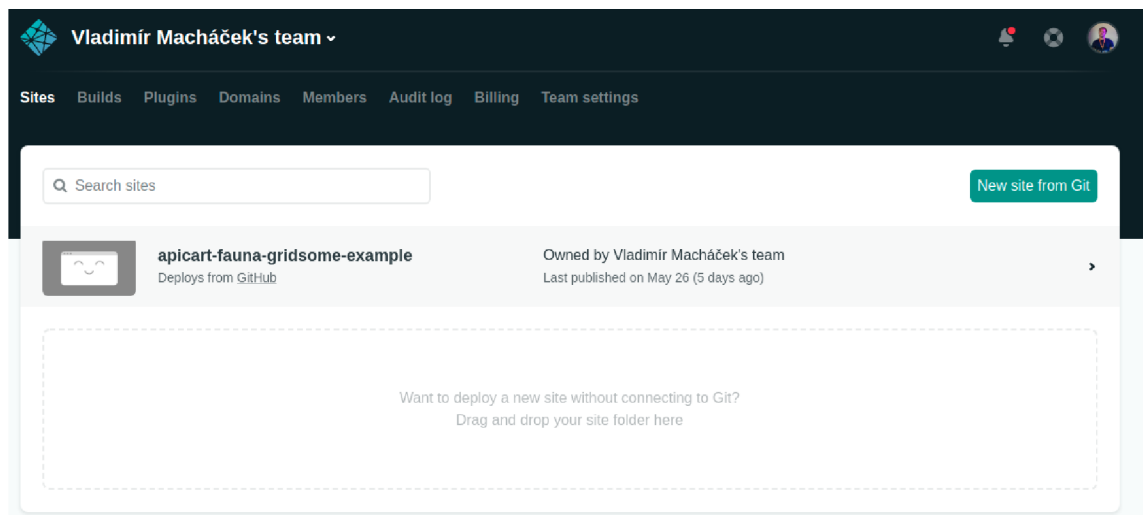 Vladimír Macháček's team
Sites Builds Plugins Domains Members Audit log Billing Team settings
Search sites
New site from Git
apicart-fauna-gridsome-example
Deploys from GitHub
Owned by Vladimír Macháček's team
Last published on May 26 (5 days ago)
Want to deploy a new site without connecting to Git?
Drag and drop your site folder here